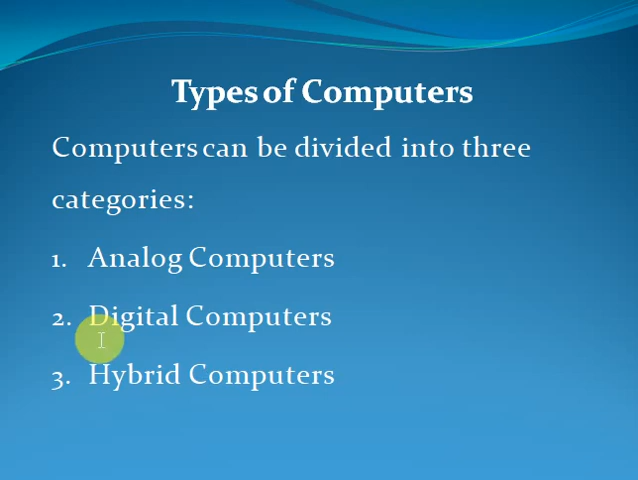 Types of Computers
Computers can be divided into three
categories:
1. Analog Computers
2. Digital Computers
3. Hybrid Computers